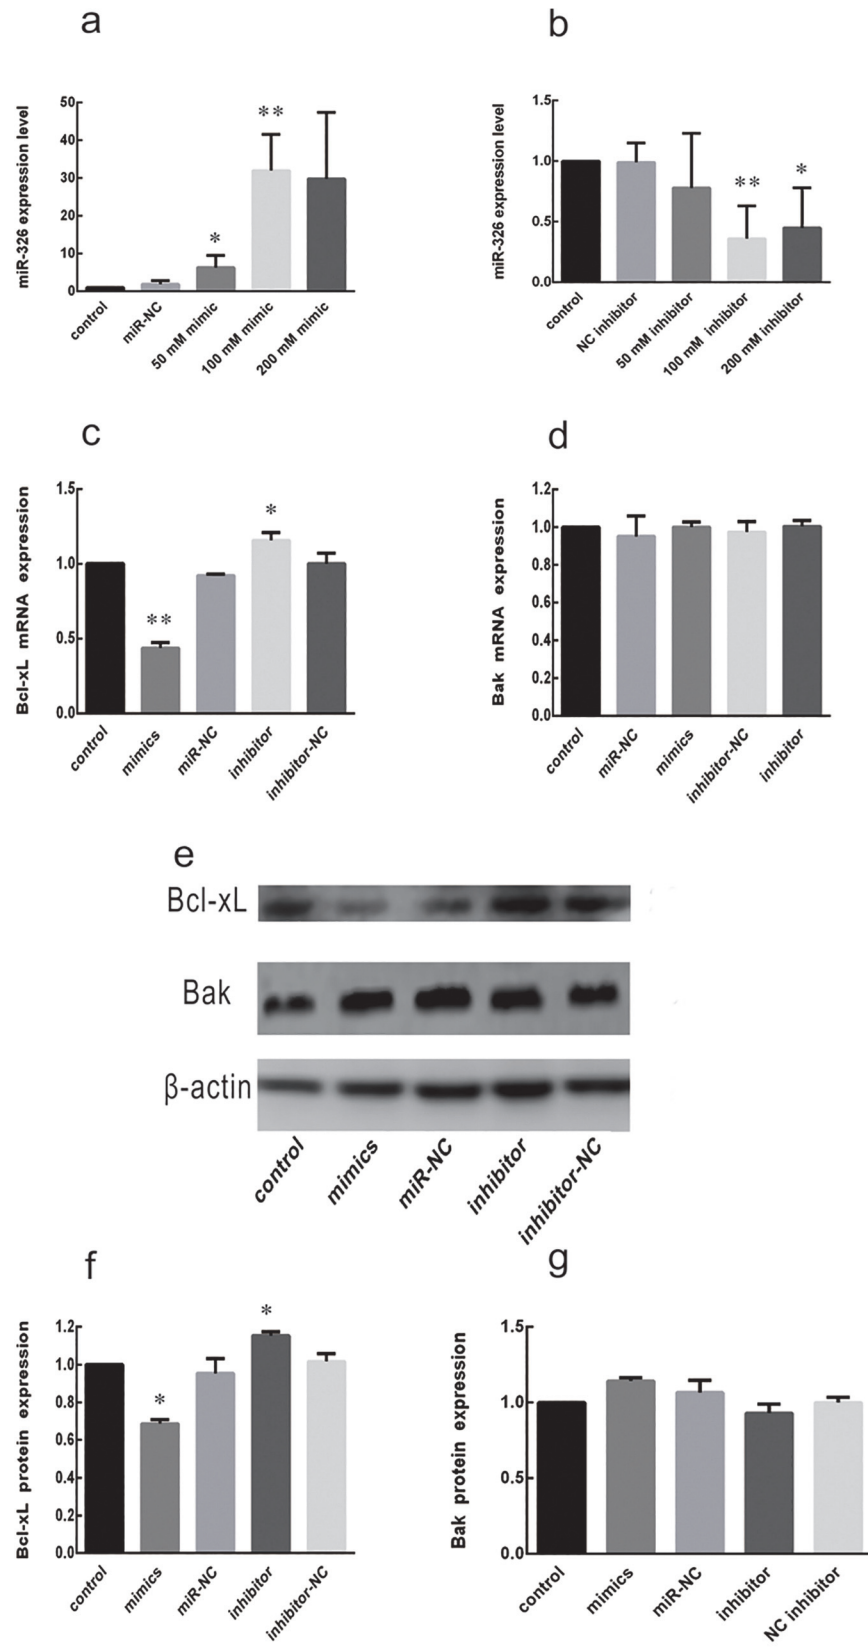 a
miR-326 expression level
50
40
30
20
10
0
*
**
control
miR-NC
50 mM mimic
100 mM mimic
200 mM mimic
b
miR-326 expression level
1.5
1.0
0.5
0.0
**
*
control
NC inhibitor
50 mM inhibitor
100 mM inhibitor
200 mM inhibitor
c
Bcl-xL mRNA expression
1.5
1.0
0.5
0.0
**
*
control
mimics
miR-NC
inhibitor
inhibitor-NC
d
Bak mRNA expression
1.2
1.0
0.8
0.6
0.4
0.2
0.0
control
miR-NC
mimics
inhibitor-NC
inhibitor
e
Bcl-xL
Bak
β-actin
control
mimics
miR-NC
inhibitor
inhibitor-NC
f
Bcl-xL protein expression
1.2
1.0
0.8
0.6
0.4
0.2
0.0
*
*
control
mimics
miR-NC
inhibitor
inhibitor-NC
g
Bak protein expression
1.5
1.0
0.5
0.0
control
mimics
miR-NC
inhibitor
NC inhibitor